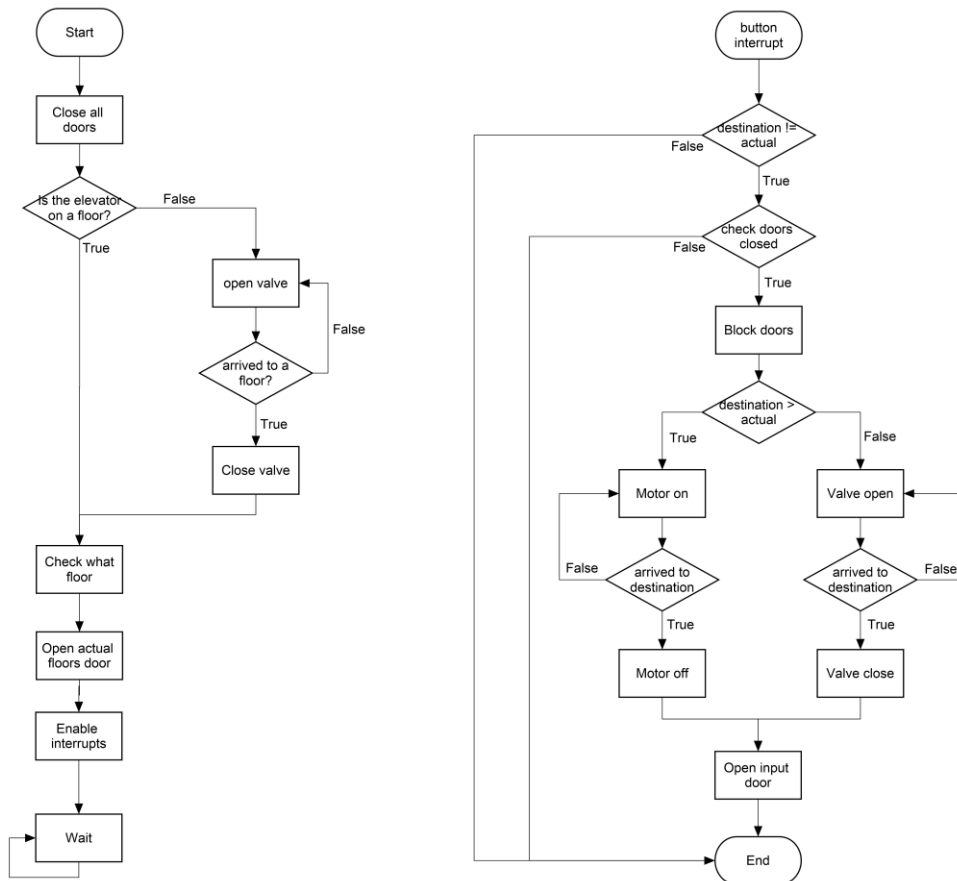 Start
Close all
doors
Is the elevator
on a floor?
False
True
open valve
False
arrived to a
floor?
True
Close valve
Check what
floor
Open actual
floors door
Enable
interrupts
Wait
button
interrupt
destination !=
actual
False
True
check doors
closed
False
True
Block doors
destination >
actual
True
False
Motor on
Valve open
False
arrived to
destination
arrived to
destination
False
True
True
Motor off
Valve close
Open input
door
End